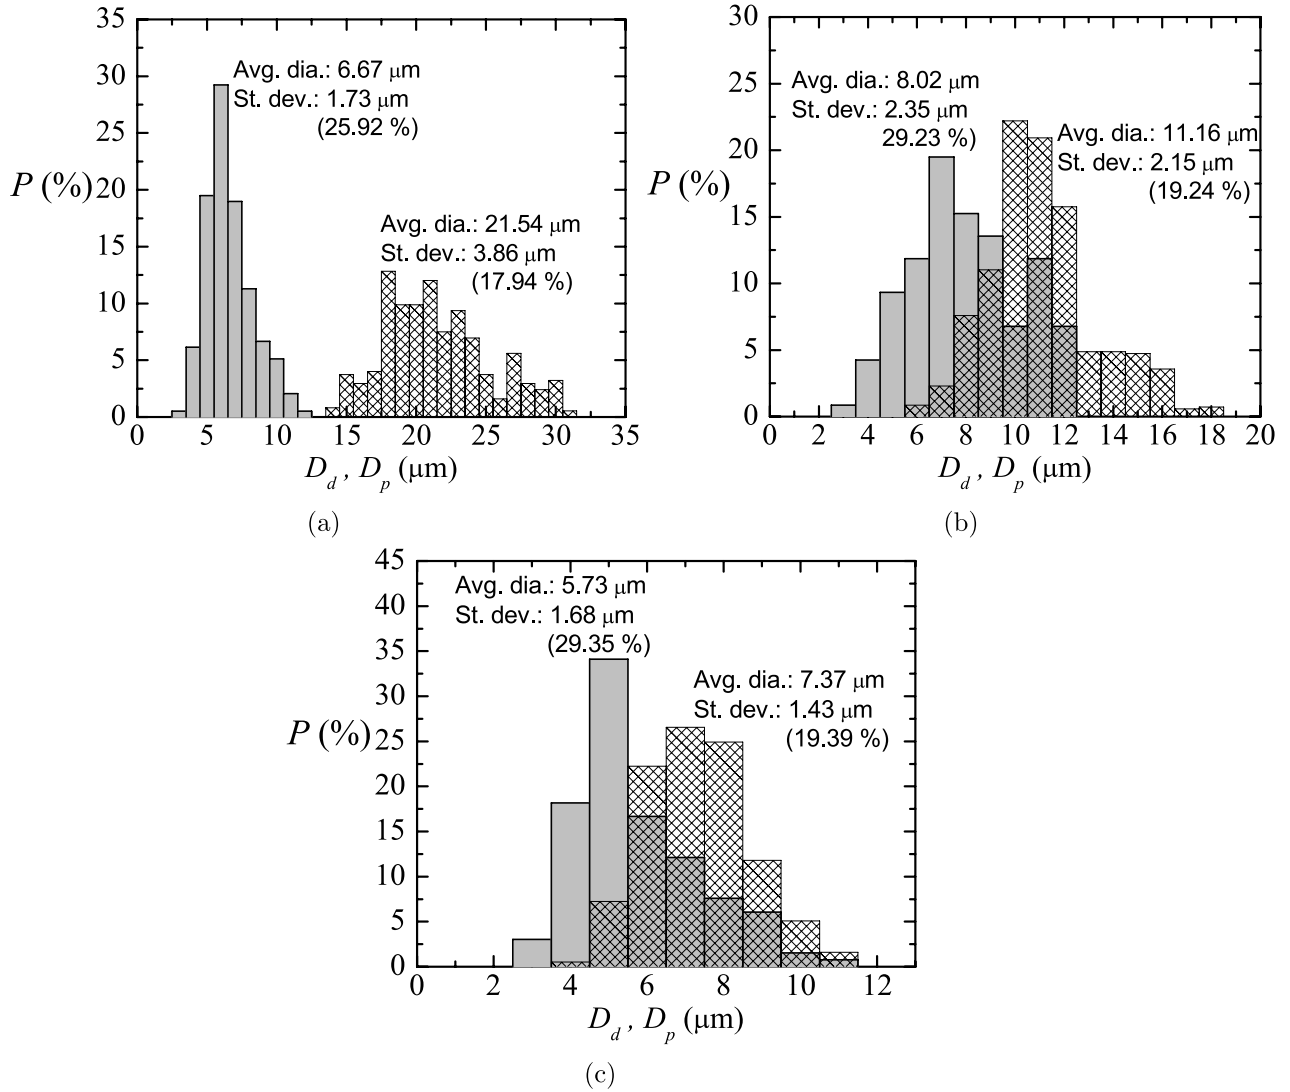 35
30
25
20
15
10
5
0
P (%)
Avg. dia.: 6.67 μm
St. dev.: 1.73 μm
(25.92 %)
Avg. dia.: 21.54 μm
St. dev.: 3.86 μm
(17.94 %)
0 5 10 15 20 25 30 35
D_d , D_p (μm)
(a)
30
25
20
15
10
5
0
P (%)
Avg. dia.: 8.02 μm
St. dev.: 2.35 μm
29.23 %)
Avg. dia.: 11.16 μm
St. dev.: 2.15 μm
(19.24 %)
0 2 4 6 8 10 12 14 16 18 20
D_d , D_p (μm)
(b)
45
40
35
30
25
20
15
10
5
0
P (%)
Avg. dia.: 5.73 μm
St. dev.: 1.68 μm
(29.35 %)
Avg. dia.: 7.37 μm
St. dev.: 1.43 μm
(19.39 %)
0 2 4 6 8 10 12
D_d , D_p (μm)
(c)